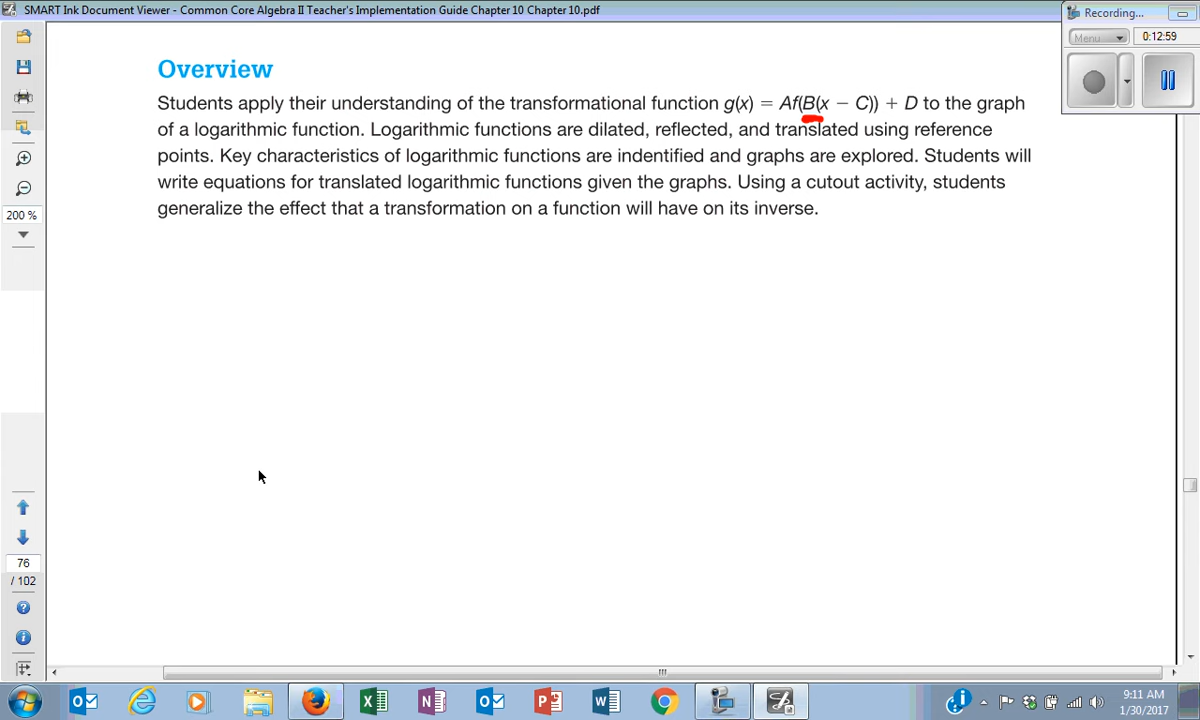 SMART Ink Document Viewer - Common Core Algebra II Teacher's Implementation Guide Chapter 10 Chapter 10.pdf
Recording...
Menu
0:12:59
Overview
Students apply their understanding of the transformational function g(x) = Af(B(x − C)) + D to the graph
of a logarithmic function. Logarithmic functions are dilated, reflected, and translated using reference
points. Key characteristics of logarithmic functions are indentified and graphs are explored. Students will
write equations for translated logarithmic functions given the graphs. Using a cutout activity, students
generalize the effect that a transformation on a function will have on its inverse.
200 %
76
/ 102
9:11 AM
1/30/2017